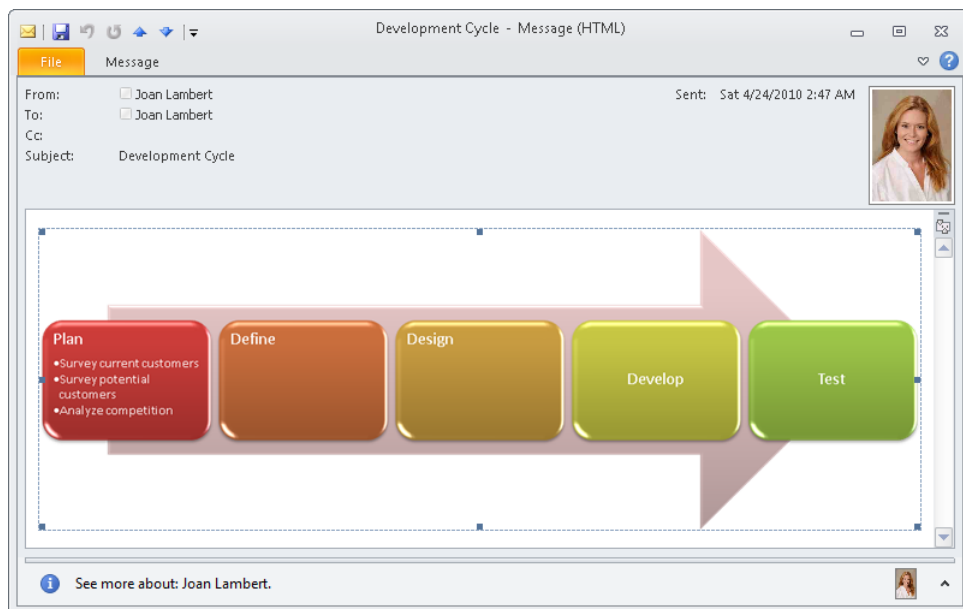 Development Cycle - Message (HTML)
File Message
From: Joan Lambert Sent: Sat 4/24/2010 2:47 AM
To: Joan Lambert
Cc:
Subject: Development Cycle
Plan
•Survey current customers
•Survey potential
customers
•Analyze competition
Define
Design
Develop
Test
See more about: Joan Lambert.